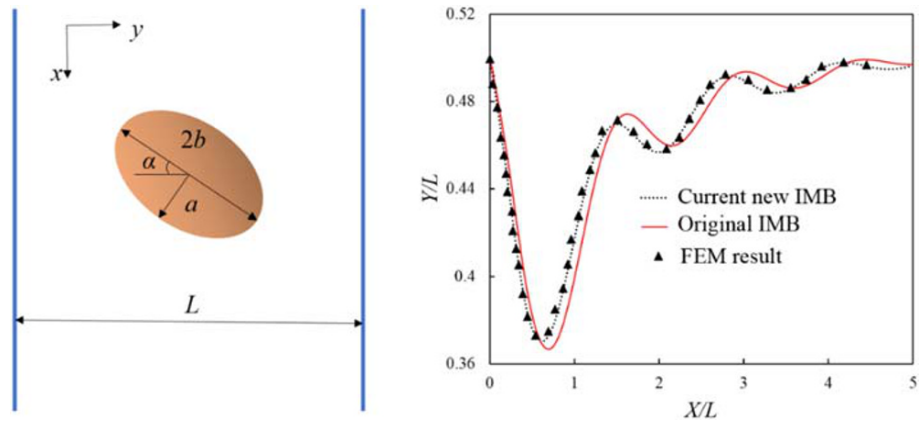 y
x
2b
α
a
L
0.52
0.48
0.44
0.4
0.36
Y/L
Current new IMB
Original IMB
FEM result
0 1 2 3 4 5
X/L